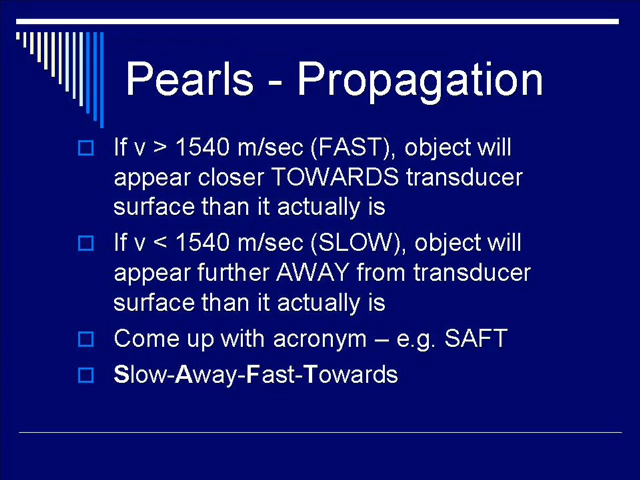 Pearls - Propagation
If v > 1540 m/sec (FAST), object will
appear closer TOWARDS transducer
surface than it actually is
If v < 1540 m/sec (SLOW), object will
appear further AWAY from transducer
surface than it actually is
Come up with acronym – e.g. SAFT
Slow-Away-Fast-Towards